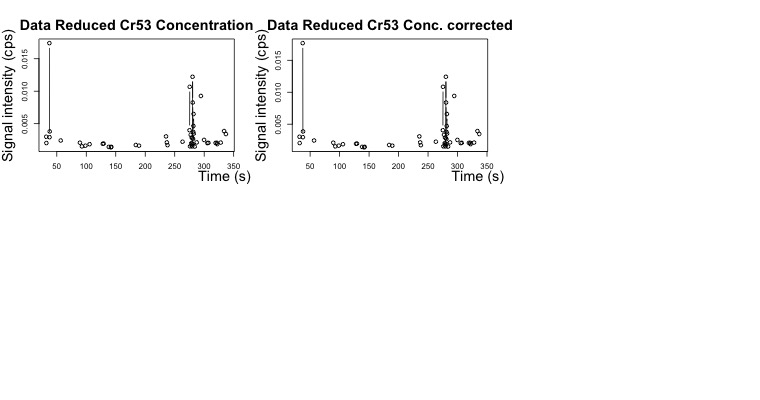 Data Reduced Cr53 Concentration
Signal intensity (cps)
0.005 0.010 0.015
50 100 150 200 250 300 350
Time (s)
Data Reduced Cr53 Conc. corrected
Signal intensity (cps)
0.005 0.010 0.015
50 100 150 200 250 300 350
Time (s)